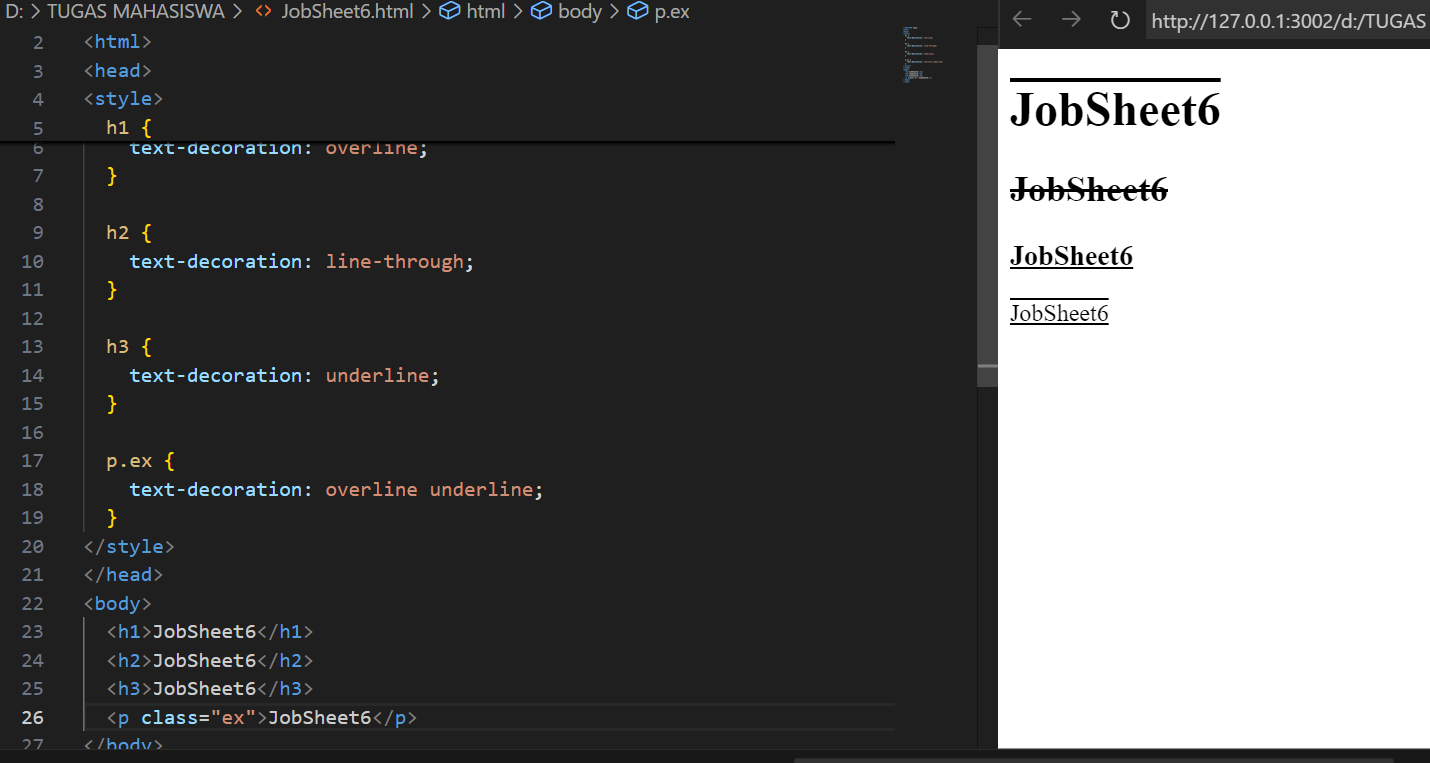 D: > TUGAS MAHASISWA > <> JobSheet6.html > html > body > p.ex
2 <html>
3 <head>
4 <style>
5 h1 {
6 text-decoration: overline;
7 }
8
9 h2 {
10 text-decoration: line-through;
11 }
12
13 h3 {
14 text-decoration: underline;
15 }
16
17 p.ex {
18 text-decoration: overline underline;
19 }
20 </style>
21 </head>
22 <body>
23 <h1>JobSheet6</h1>
24 <h2>JobSheet6</h2>
25 <h3>JobSheet6</h3>
26 <p class="ex">JobSheet6</p>
27 </body>
http://127.0.0.1:3002/d:/TUGAS
JobSheet6
JobSheet6
JobSheet6
JobSheet6